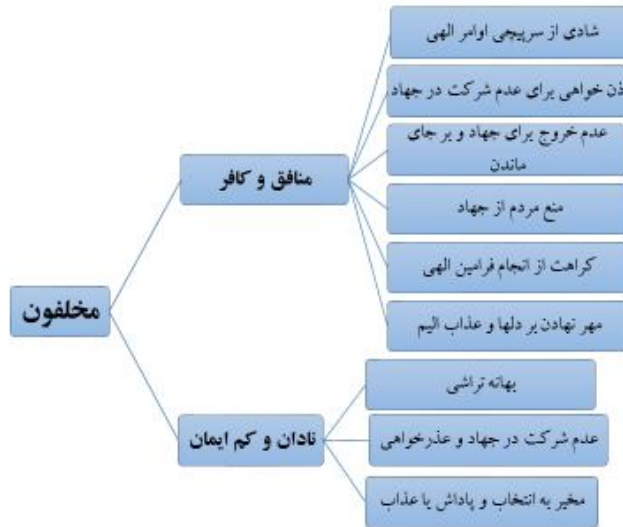 مخلفون
منافق و کافر
شادی از سرپیچی اوامر الهی
ذن خواهی برای عدم شرکت در جهاد
عدم خروج برای جهاد و بر جای
ماندن
منع مردم از جهاد
کراهت از انجام فرامین الهی
مهر نهادن بر دلها و عذاب الیم
نادان و کم ایمان
بهانه تراشی
عدم شرکت در جهاد و عذرخواهی
مخیر به انتخاب و پاداش یا عذاب